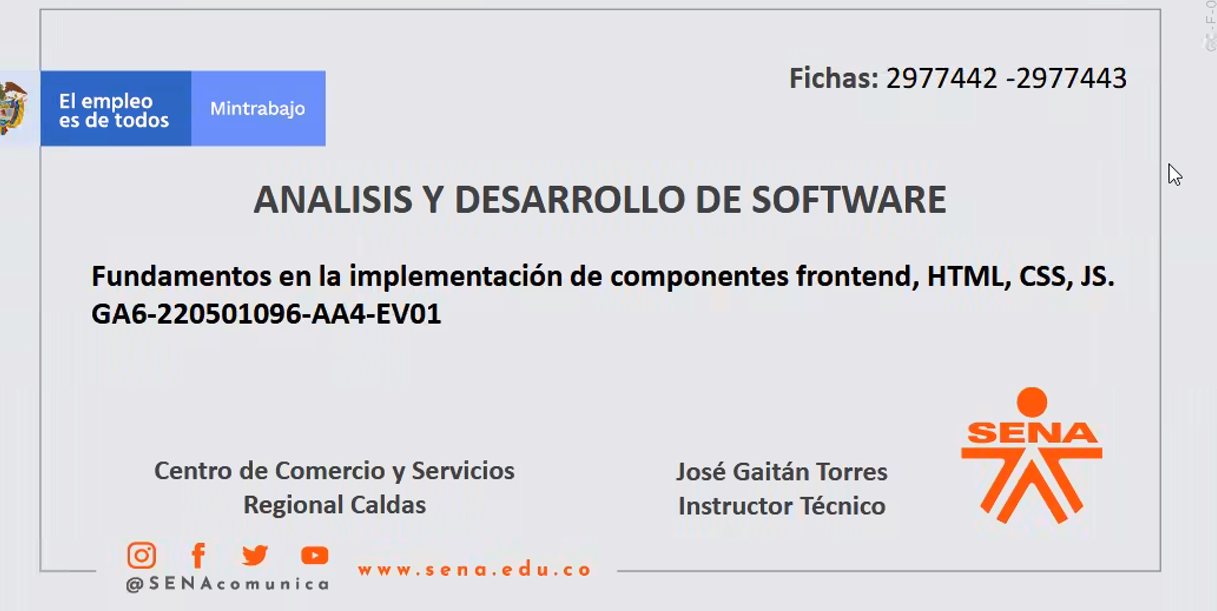 GC-F-0
Fichas: 2977442 -2977443
El empleo
es de todos
Mintrabajo
ANALISIS Y DESARROLLO DE SOFTWARE
Fundamentos en la implementación de componentes frontend, HTML, CSS, JS.
GA6-220501096-AA4-EV01
SENA
Centro de Comercio y Servicios
Regional Caldas
José Gaitán Torres
Instructor Técnico
@SENAcomunica
www.sena.edu.co